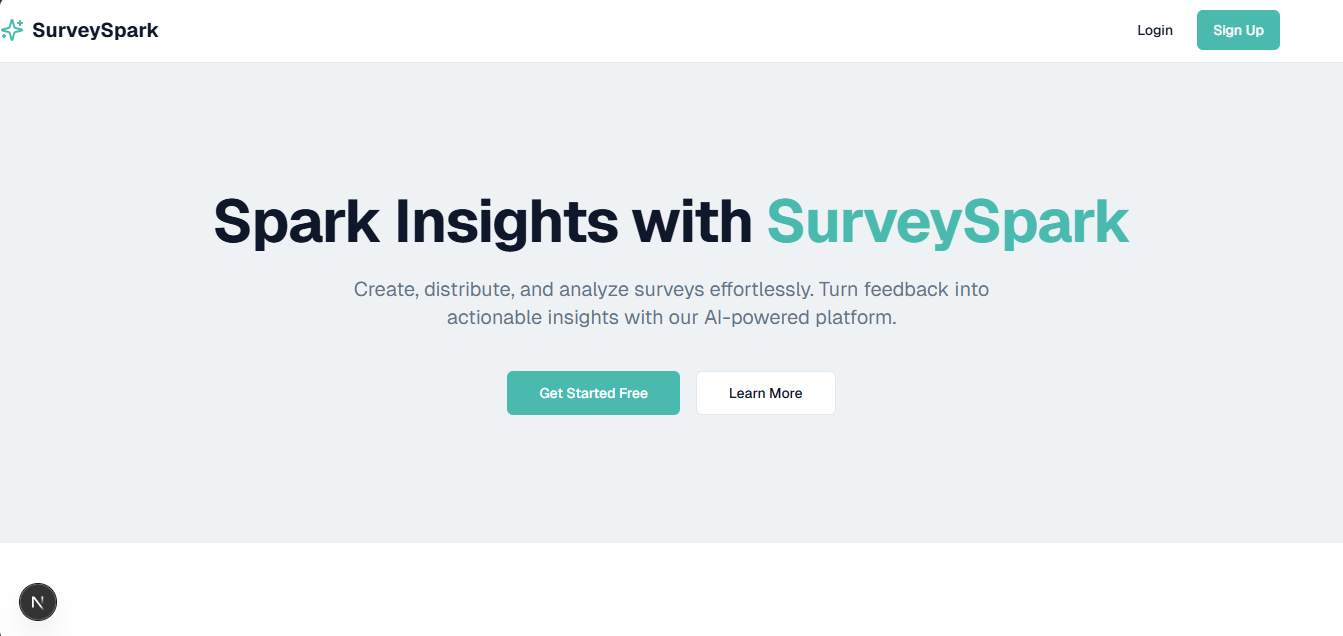 SurveySpark
Login
Sign Up
Spark Insights with SurveySpark
Create, distribute, and analyze surveys effortlessly. Turn feedback into
actionable insights with our AI-powered platform.
Get Started Free
Learn More
N